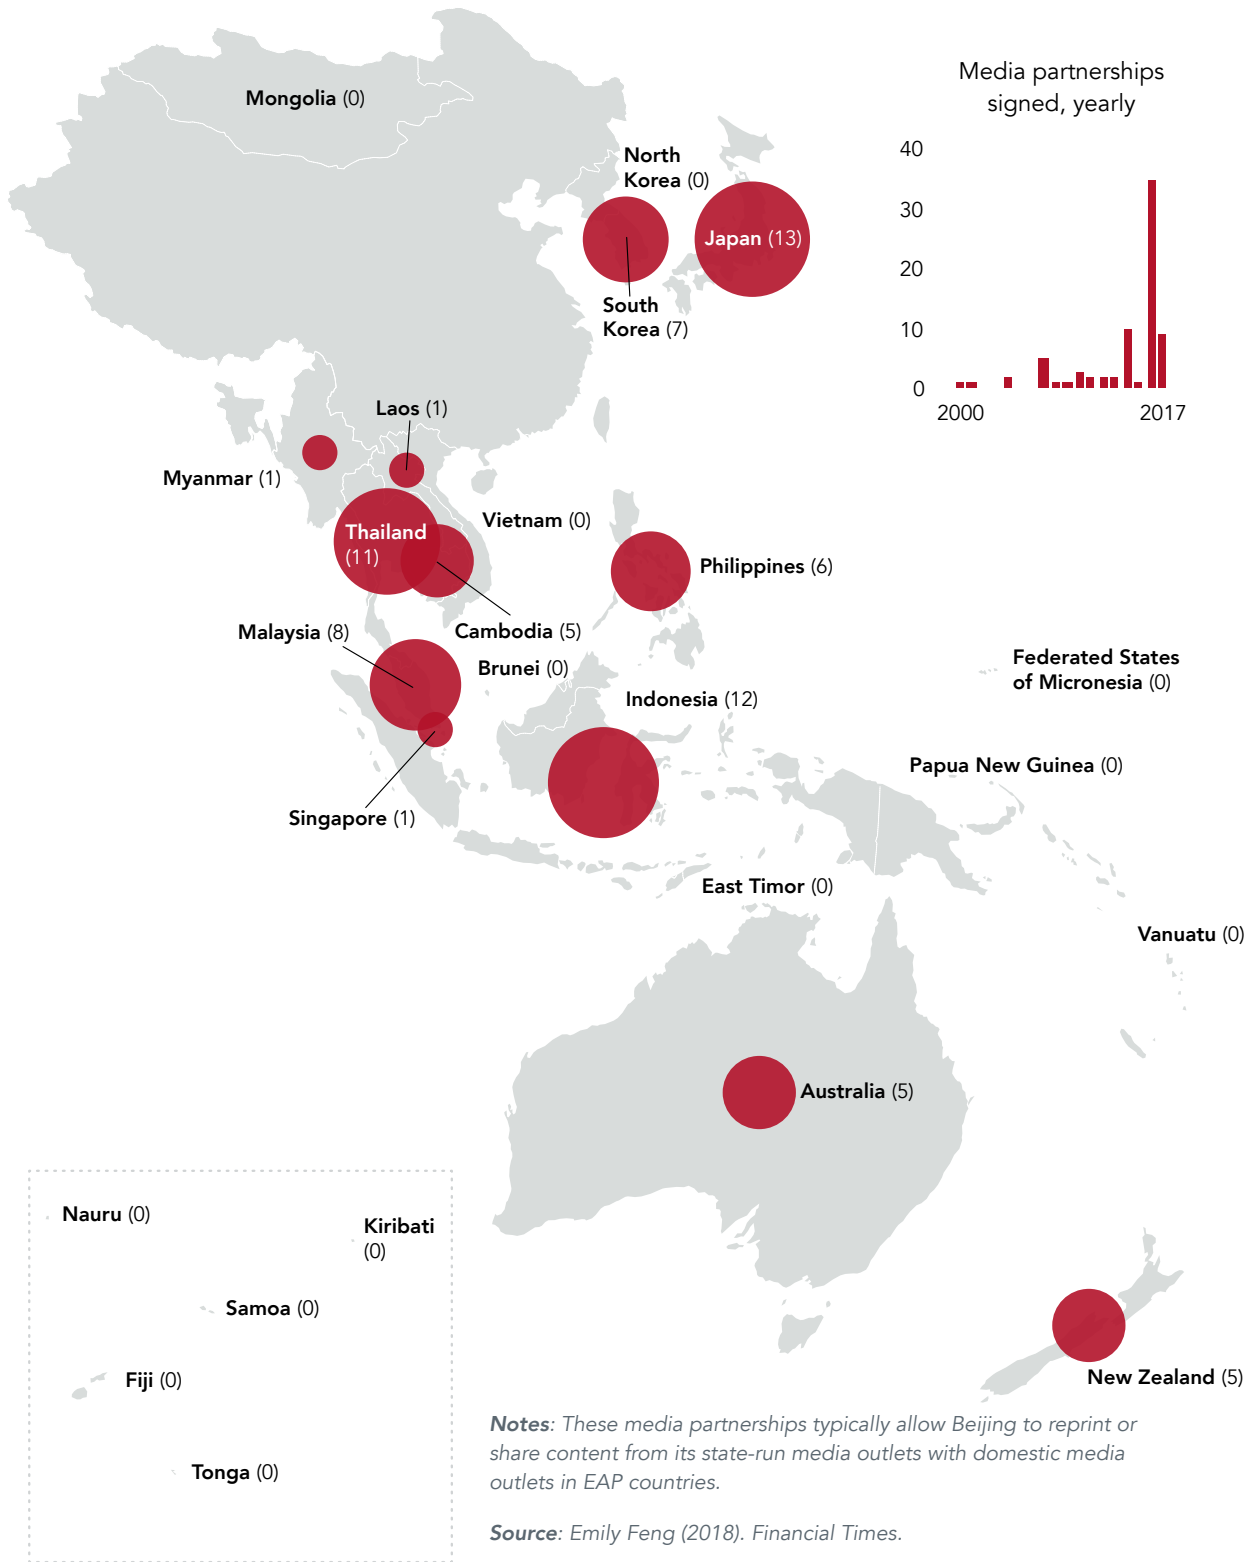 Media partnerships
signed, yearly
40
30
20
10
0
2000
2017
Mongolia (0)
North
Korea (0)
Japan (13)
South
Korea (7)
Laos (1)
Myanmar (1)
Vietnam (0)
Thailand
(11)
Philippines (6)
Cambodia (5)
Malaysia (8)
Brunei (0)
Federated States
of Micronesia (0)
Indonesia (12)
Papua New Guinea (0)
Singapore (1)
East Timor (0)
Vanuatu (0)
Australia (5)
Nauru (0)
Kiribati
(0)
Samoa (0)
Fiji (0)
Tonga (0)
New Zealand (5)
Notes: These media partnerships typically allow Beijing to reprint or
share content from its state-run media outlets with domestic media
outlets in EAP countries.
Source: Emily Feng (2018). Financial Times.